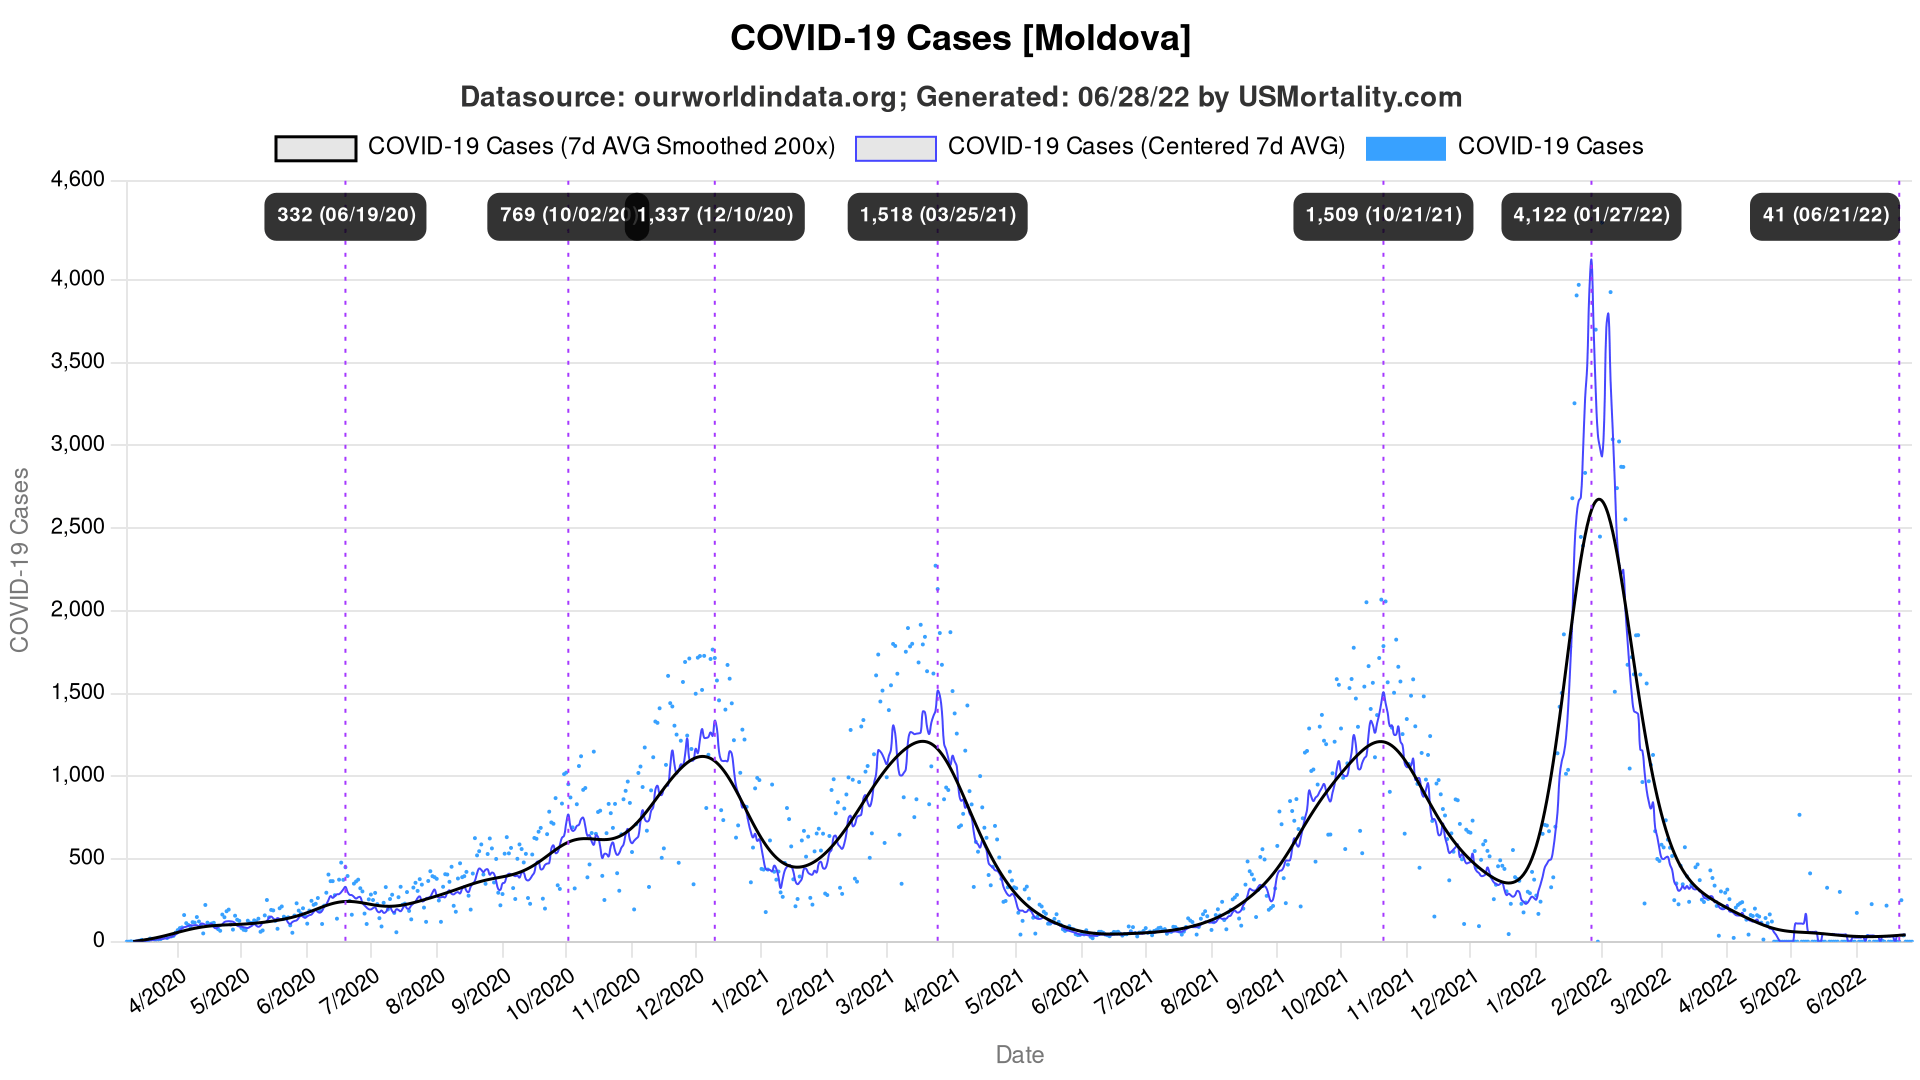 COVID-19 Cases [Moldova]
Datasource: ourworldindata.org; Generated: 06/28/22 by USMortality.com
COVID-19 Cases (7d AVG Smoothed 200x) COVID-19 Cases (Centered 7d AVG) COVID-19 Cases
332 (06/19/20) 769 (10/02/20) 1,337 (12/10/20) 1,518 (03/25/21) 1,509 (10/21/21) 4,122 (01/27/22) 41 (06/21/22)
4,600
4,000
3,500
3,000
2,500
2,000
1,500
1,000
500
0
COVID-19 Cases
4/2020 5/2020 6/2020 7/2020 8/2020 9/2020 10/2020 11/2020 12/2020 1/2021 2/2021 3/2021 4/2021 5/2021 6/2021 7/2021 8/2021 9/2021 10/2021 11/2021 12/2021 1/2022 2/2022 3/2022 4/2022 5/2022 6/2022
Date